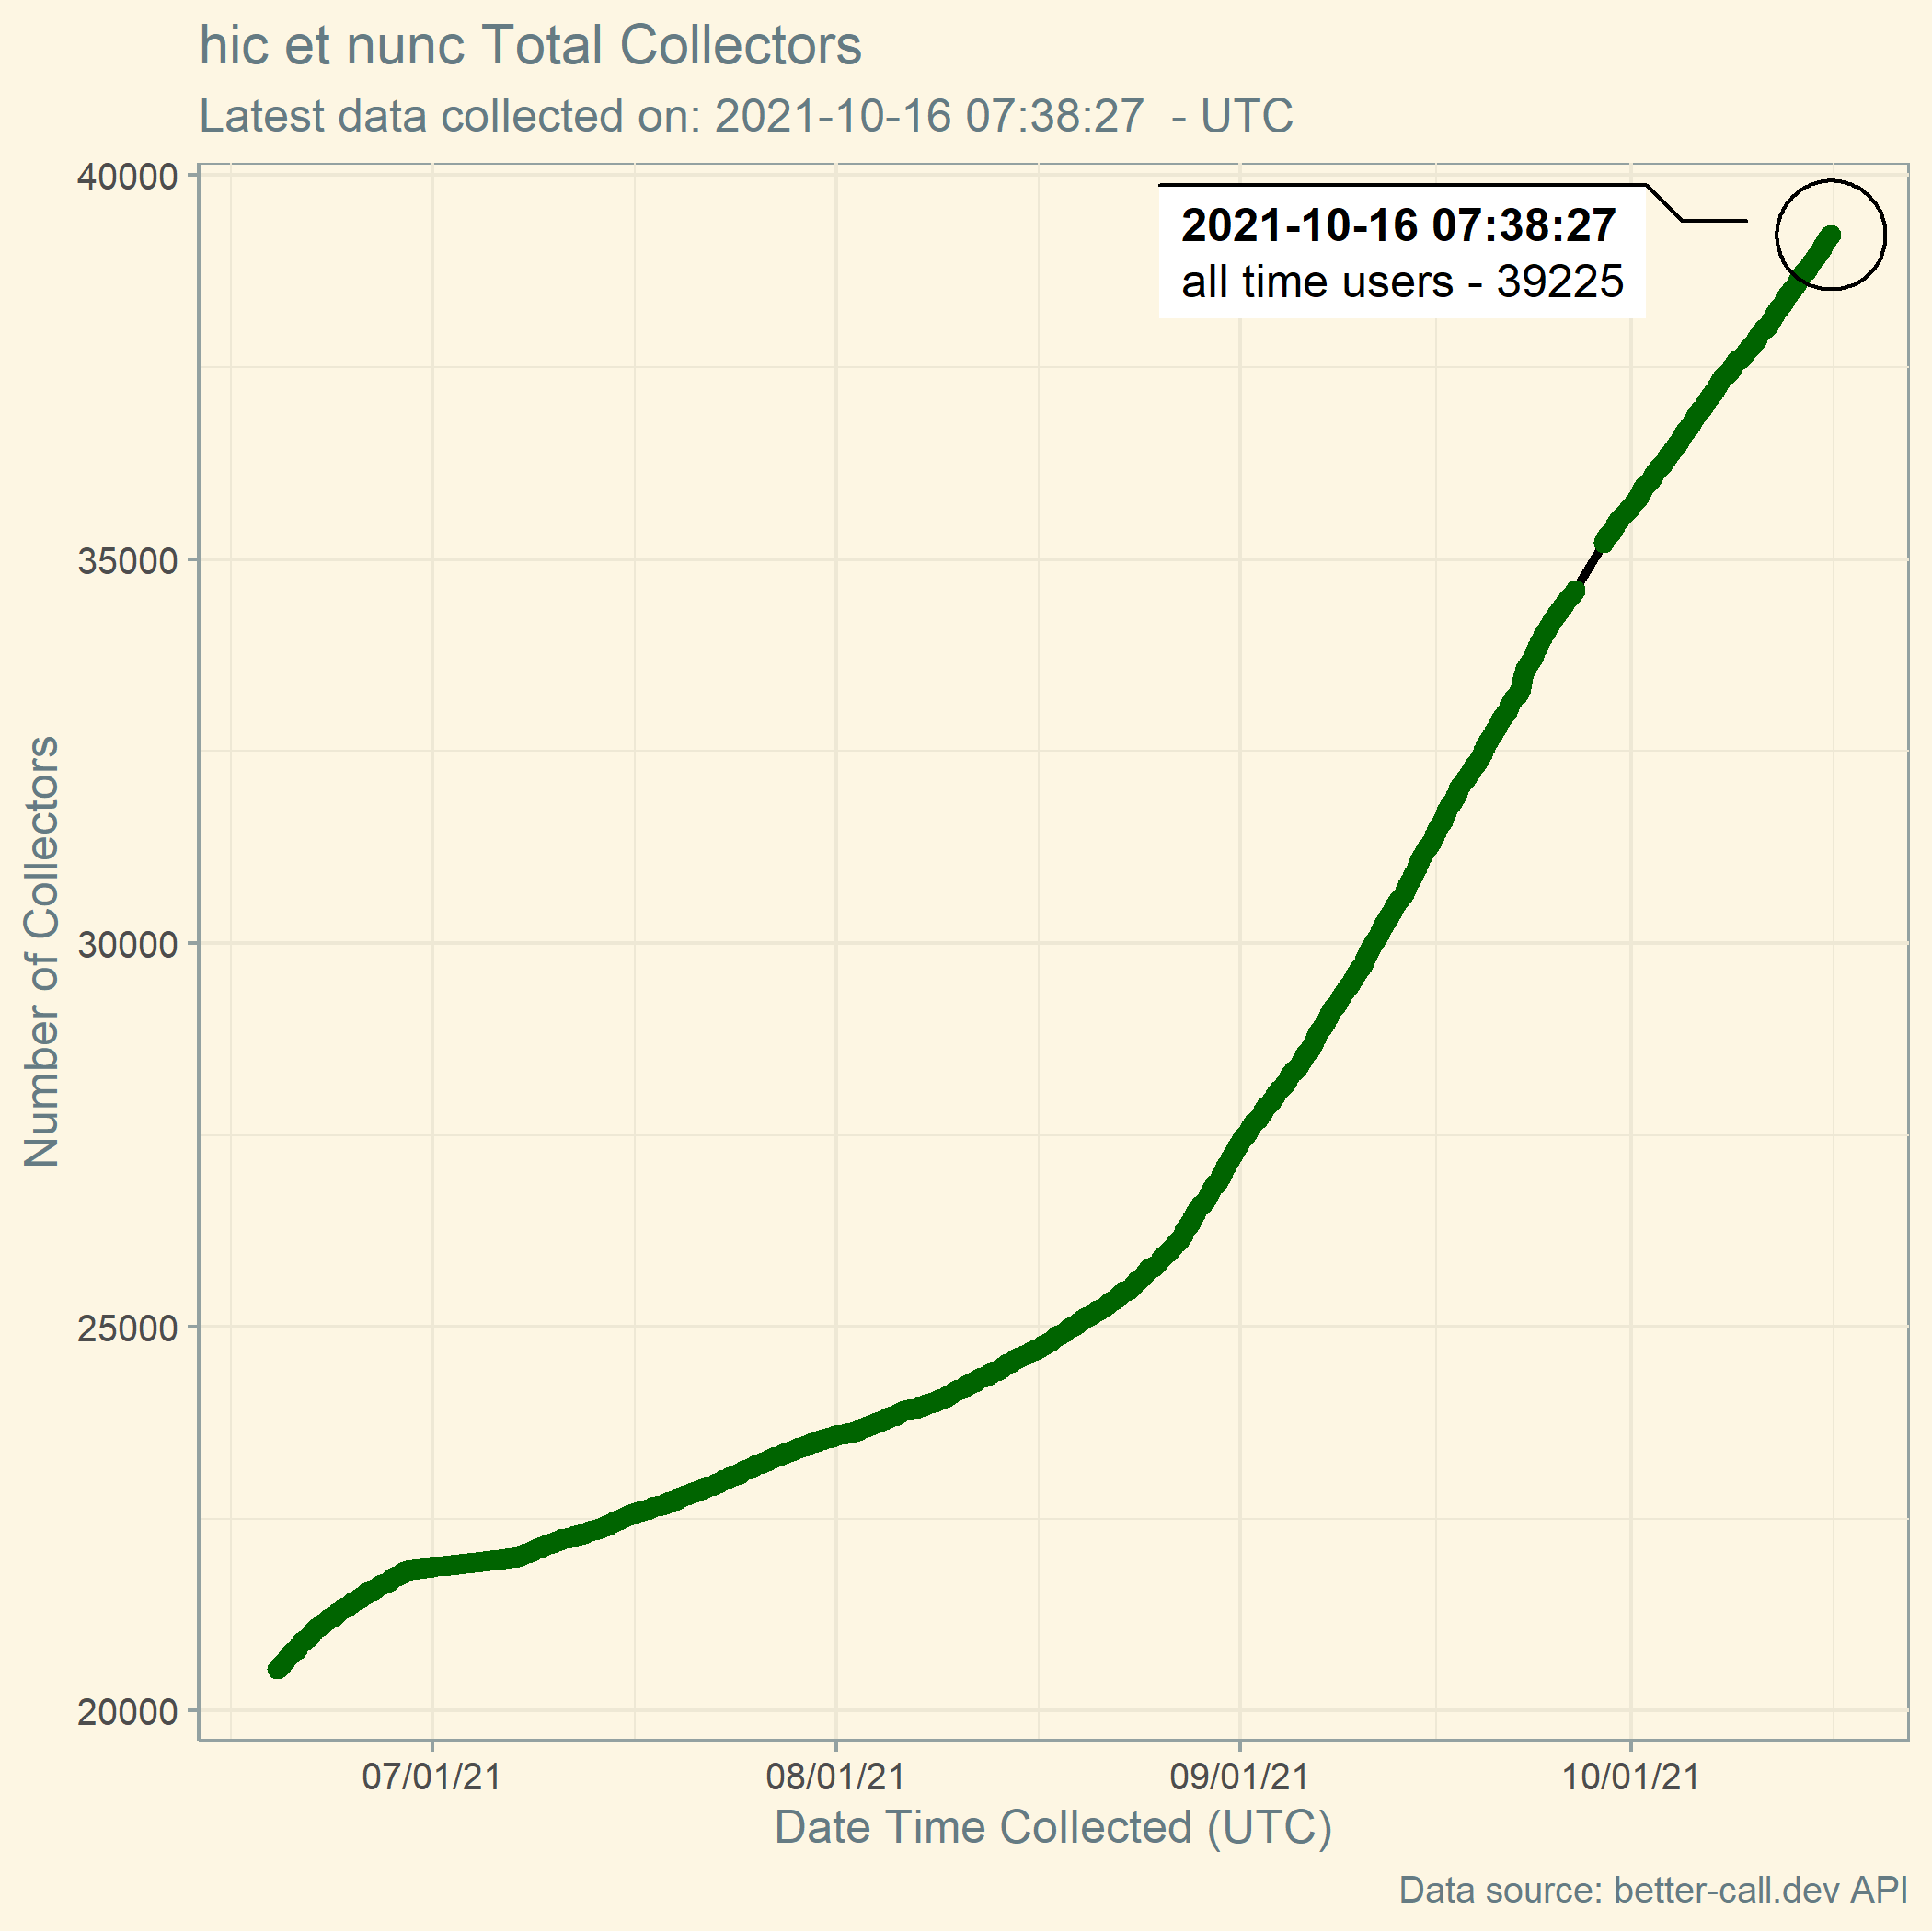 hic et nunc Total Collectors
Latest data collected on: 2021-10-16 07:38:27  - UTC
40000
2021-10-16 07:38:27
all time users - 39225
35000
Number of Collectors
30000
25000
20000
07/01/21
08/01/21
09/01/21
10/01/21
Date Time Collected (UTC)
Data source: better-call.dev API